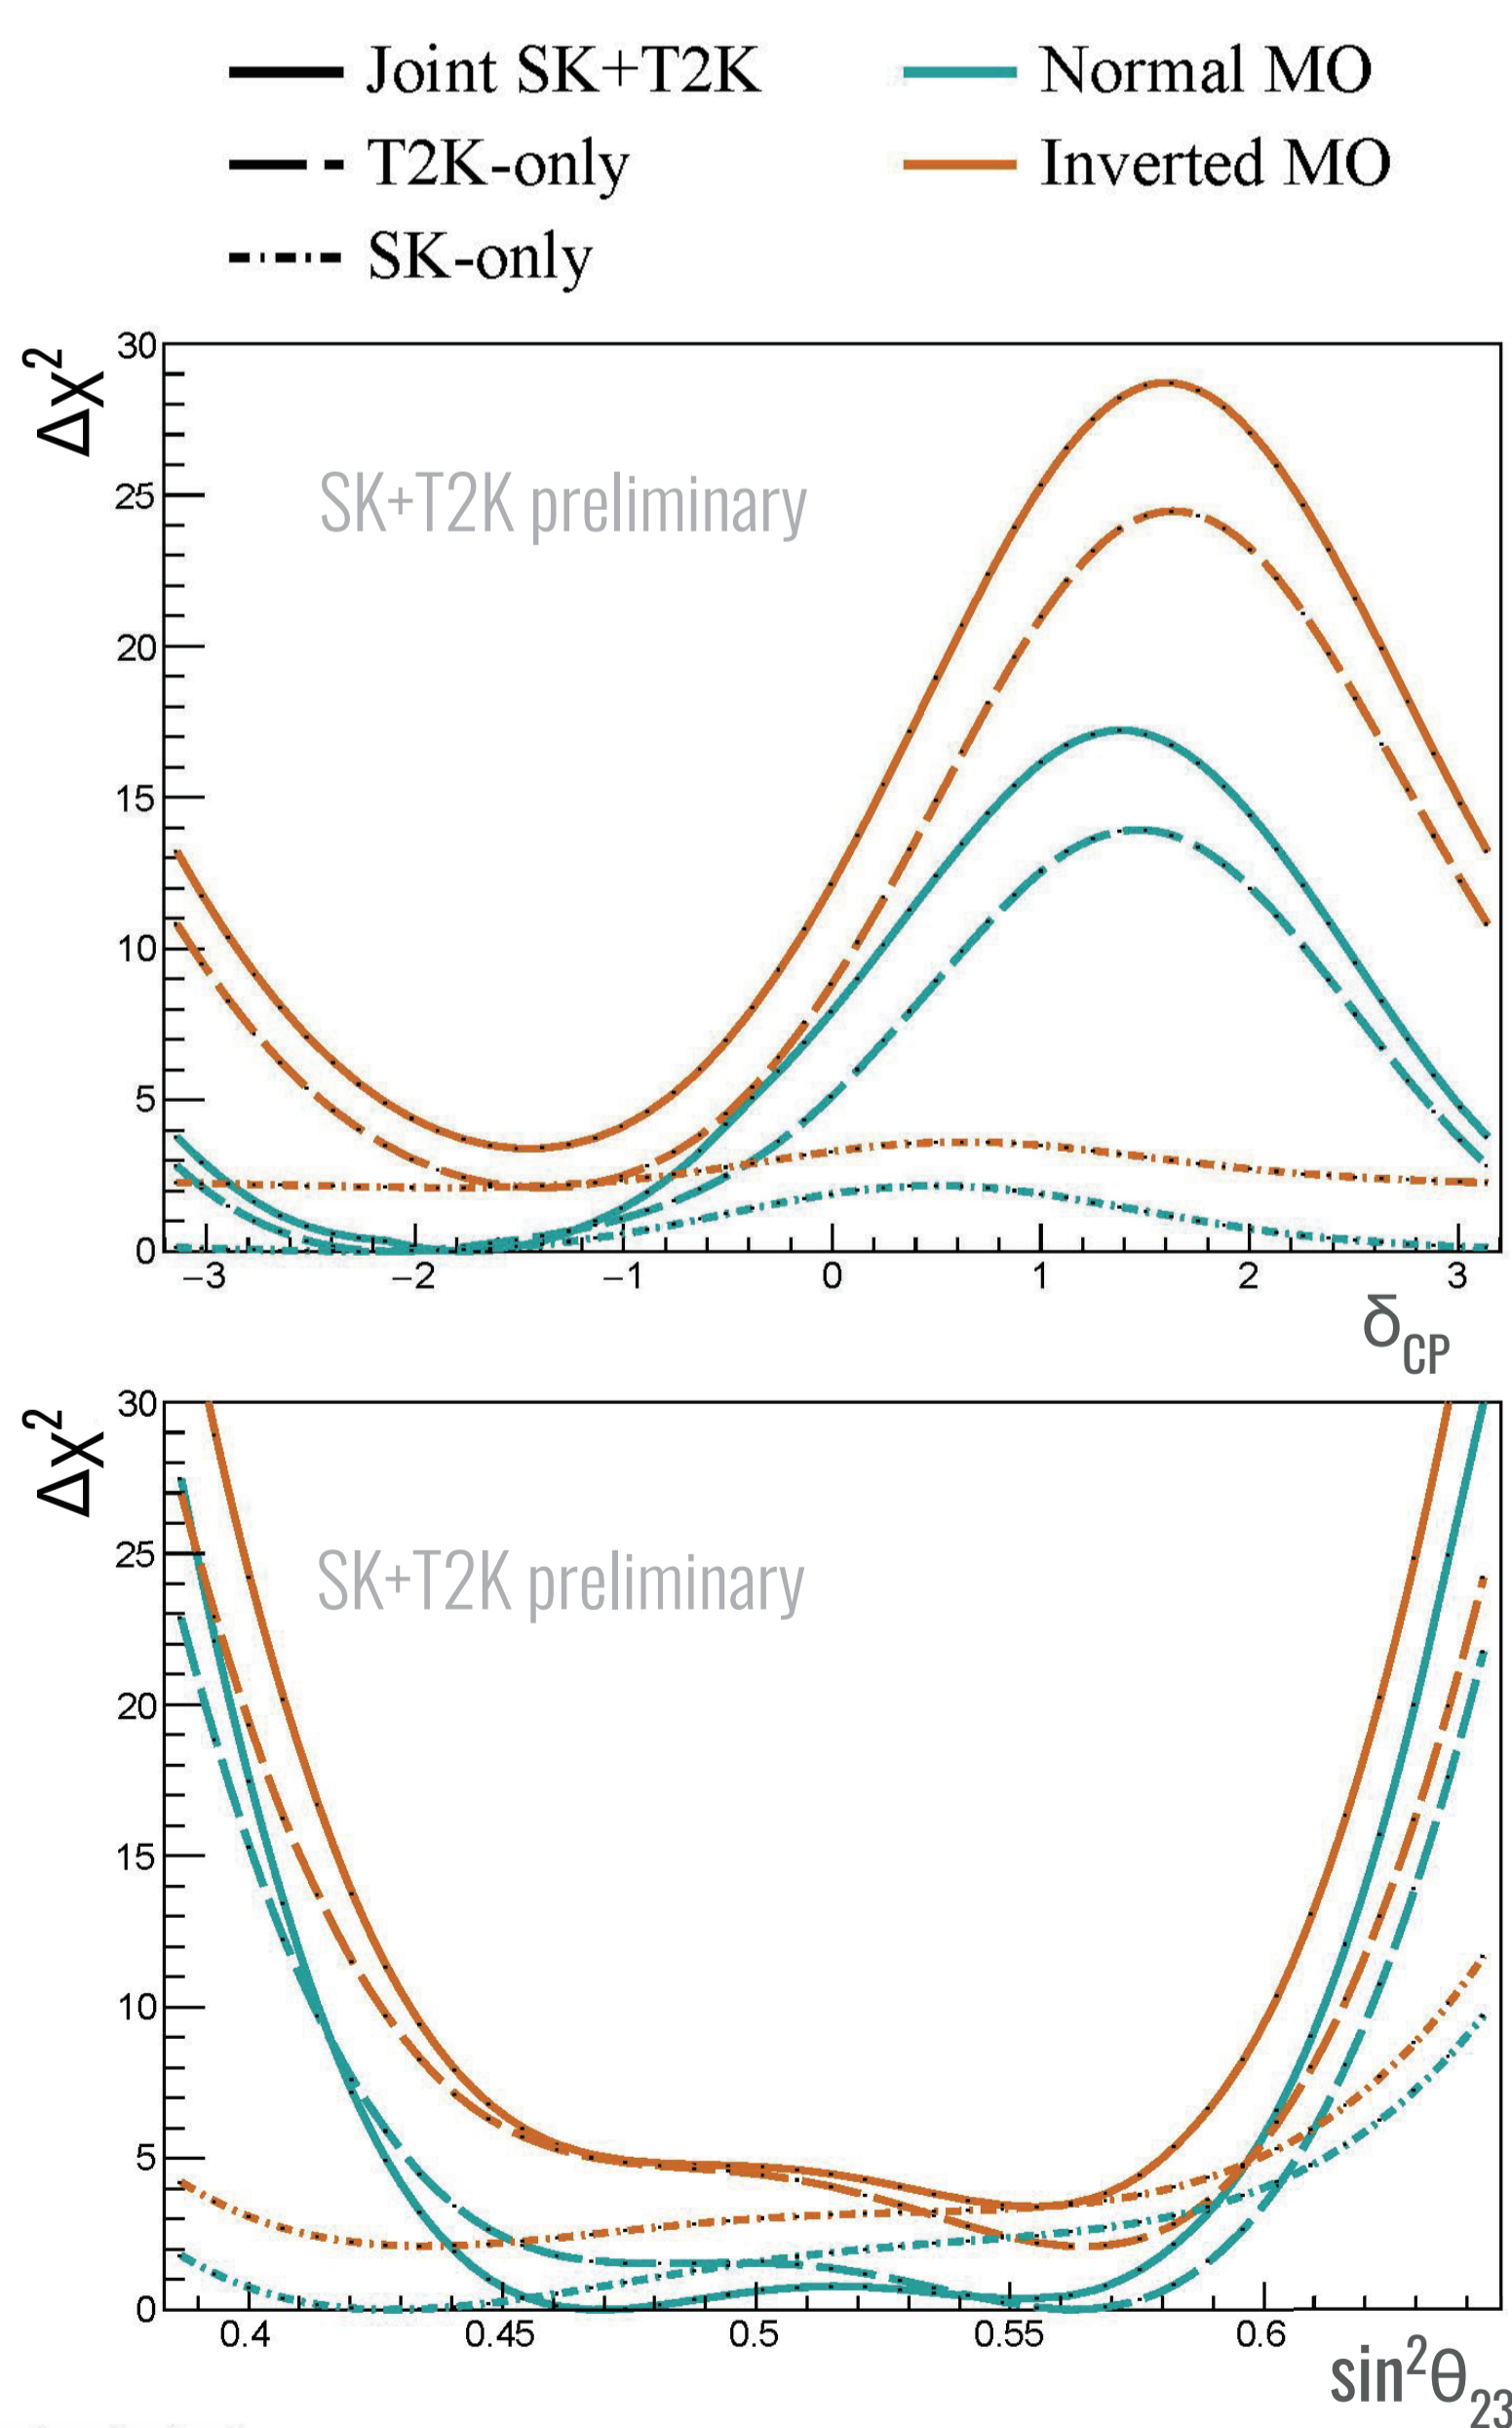 Joint SK+T2K Normal MO
T2K-only Inverted MO
SK-only
Δχ²
30
25
20
15
10
5
0
SK+T2K preliminary
−3 −2 −1 0 1 2 3
δCP
Δχ²
30
25
20
15
10
5
0
SK+T2K preliminary
0.4 0.45 0.5 0.55 0.6
sin²θ23